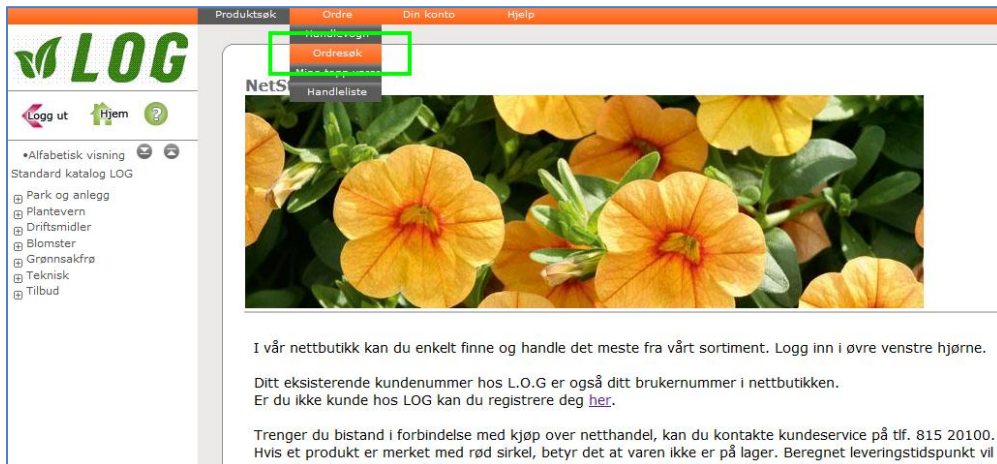 Produktsøk Ordre Din konto Hjelp
Handlevogn
Ordresøk
Mine topp varer
Handleliste
LOG
Logg ut Hjem ?
•Alfabetisk visning
Standard katalog LOG
Park og anlegg
Plantevern
Driftsmidler
Blomster
Grønnsakfrø
Teknisk
Tilbud
NetS
I vår nettbutikk kan du enkelt finne og handle det meste fra vårt sortiment. Logg inn i øvre venstre hjørne.
Ditt eksisterende kundenummer hos L.O.G er også ditt brukernummer i nettbutikken.
Er du ikke kunde hos LOG kan du registrere deg her.
Trenger du bistand i forbindelse med kjøp over netthandel, kan du kontakte kundeservice på tlf. 815 20100.
Hvis et produkt er merket med rød sirkel, betyr det at varen ikke er på lager. Beregnet leveringstidspunkt vil